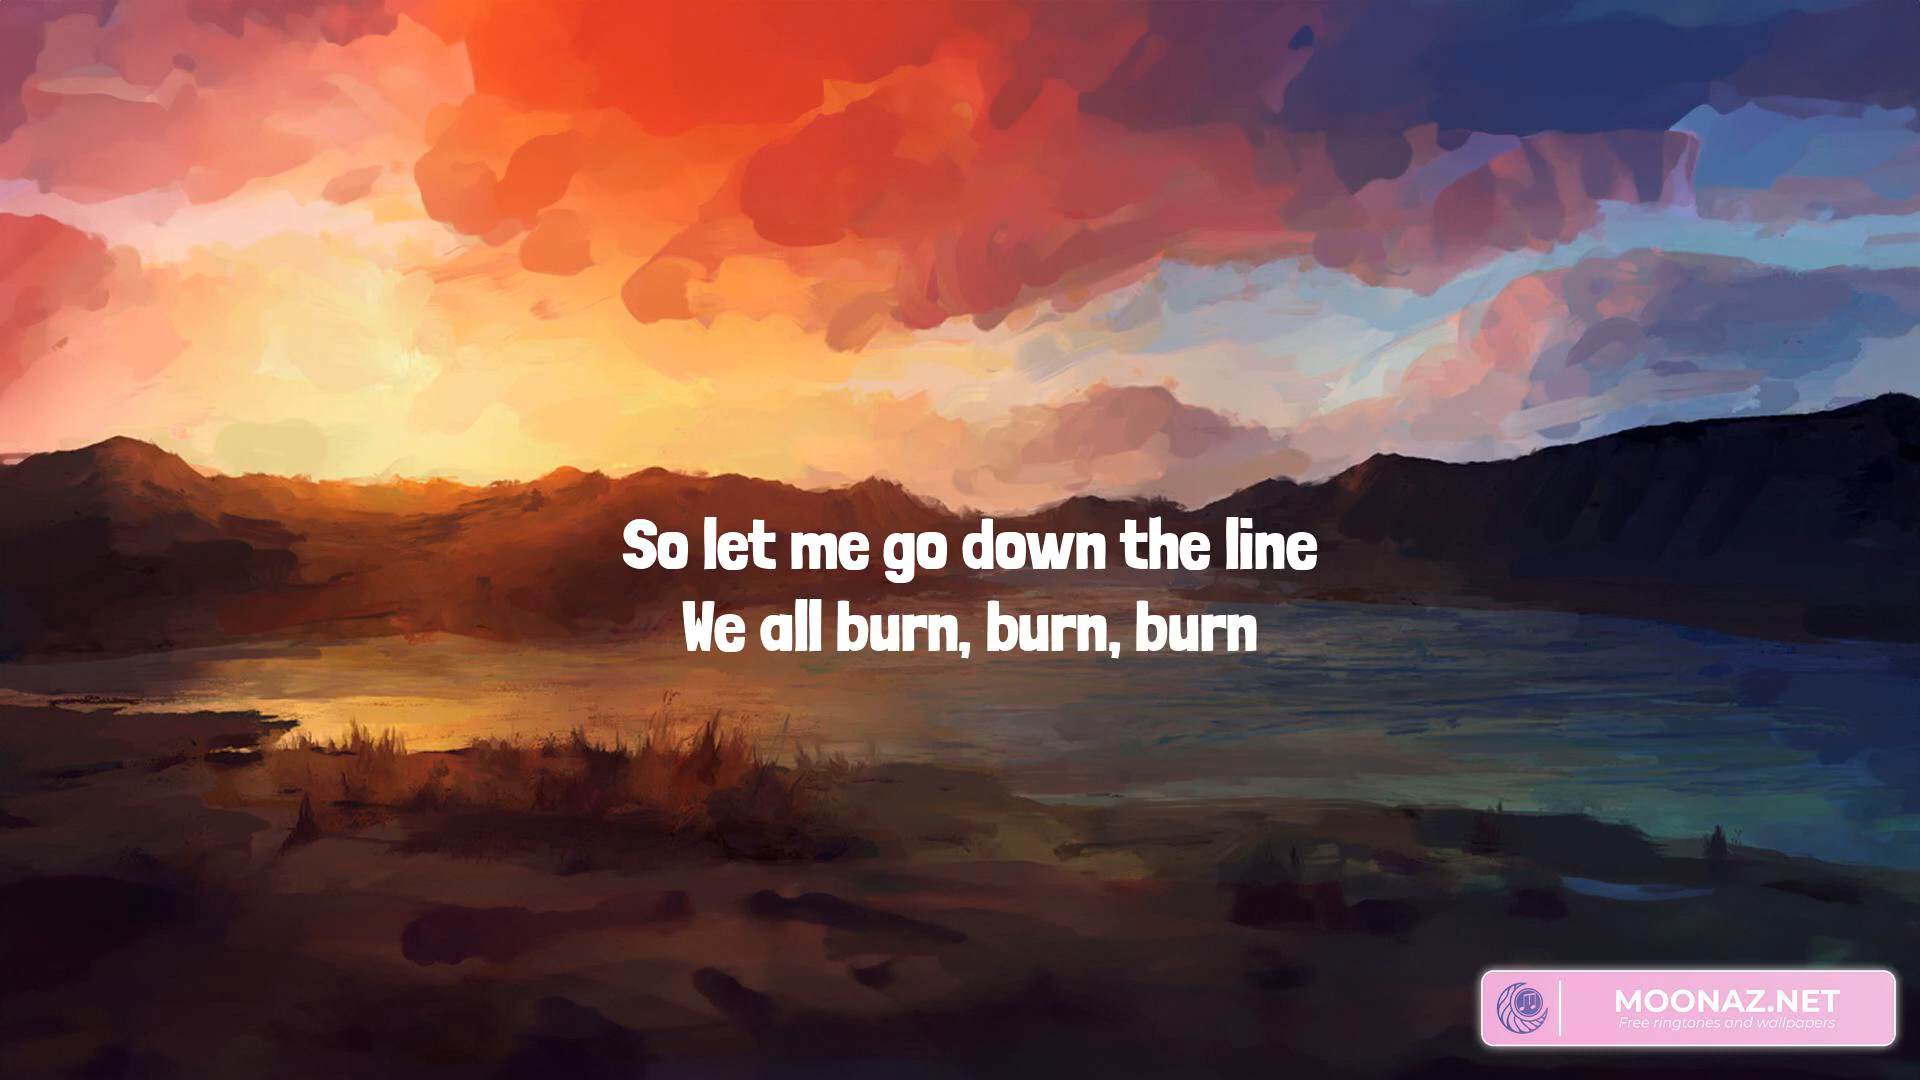 So let me go down the line
We all burn, burn, burn
MOONAZ.NET
Free ringtones and wallpapers